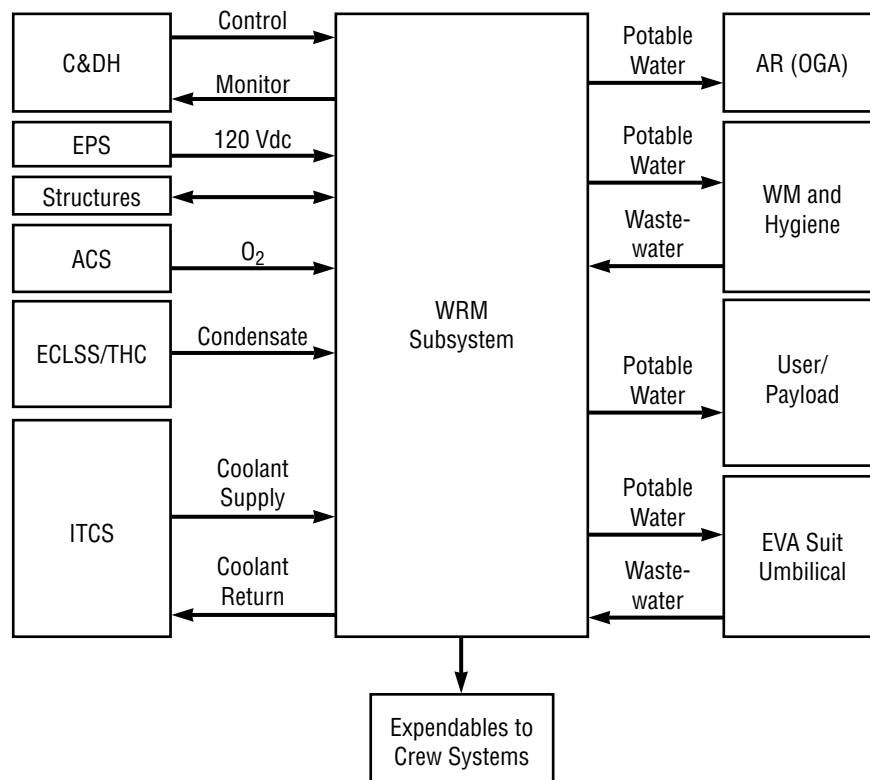 C&DH
Control
Monitor
EPS
120 Vdc
Structures
ACS
O2
ECLSS/THC
Condensate
ITCS
Coolant
Supply
Coolant
Return
WRM
Subsystem
Potable
Water
AR (OGA)
Potable
Water
Waste-
water
WM and
Hygiene
Potable
Water
User/
Payload
Potable
Water
Waste-
water
EVA Suit
Umbilical
Expendables to
Crew Systems